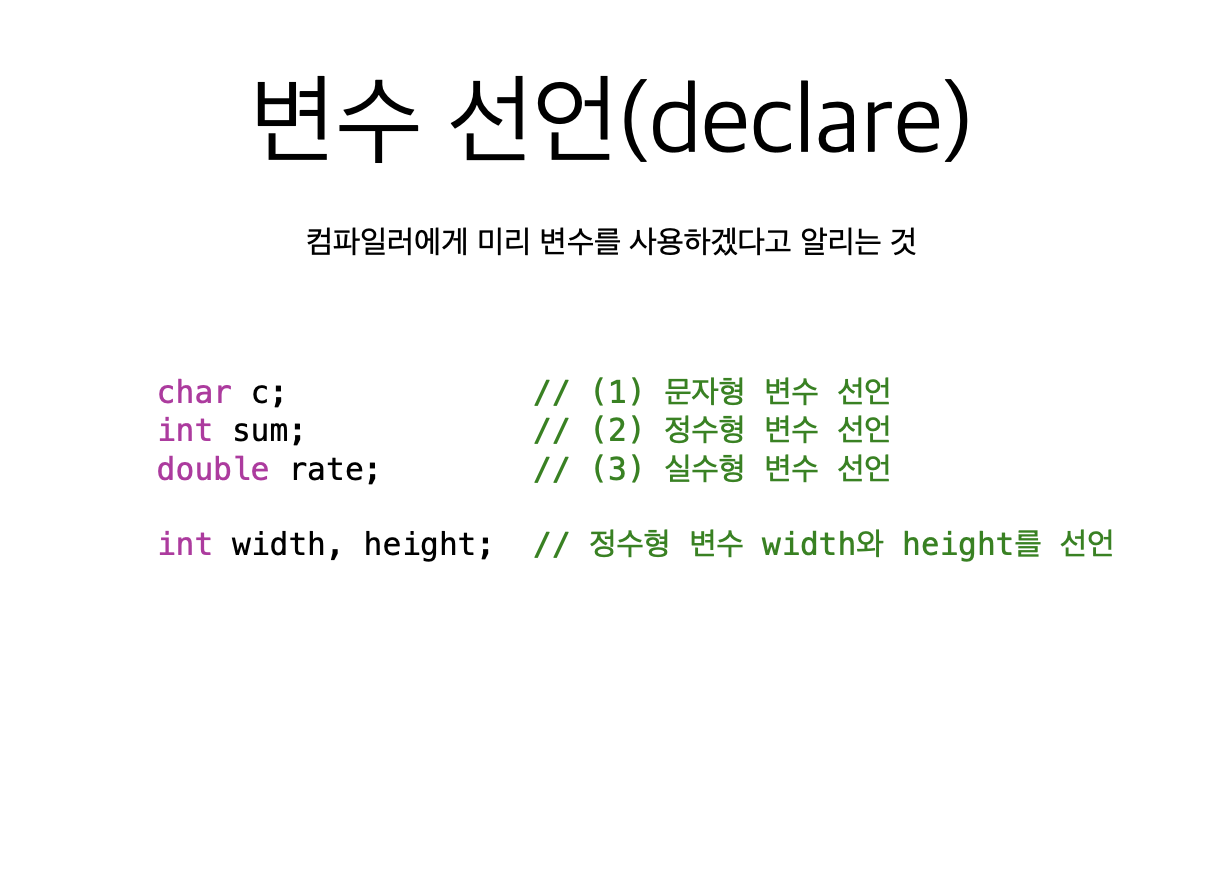 변수 선언(declare)
컴파일러에게 미리 변수를 사용하겠다고 알리는 것
char c;             // (1) 문자형 변수 선언
int sum;            // (2) 정수형 변수 선언
double rate;        // (3) 실수형 변수 선언
int width, height;  // 정수형 변수 width와 height를 선언